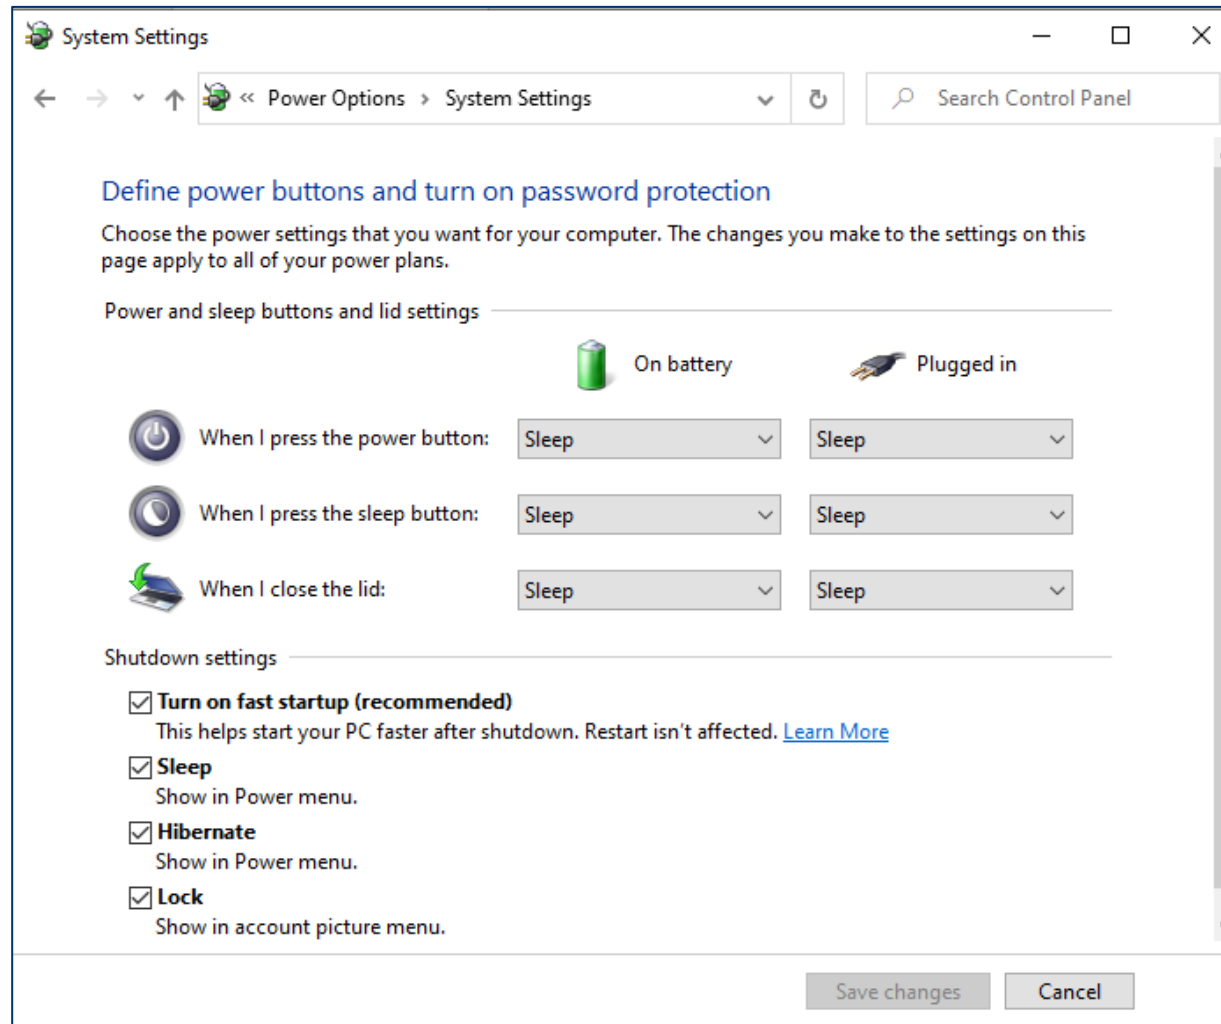 System Settings
« Power Options › System Settings
Search Control Panel
Define power buttons and turn on password protection
Choose the power settings that you want for your computer. The changes you make to the settings on this
page apply to all of your power plans.
Power and sleep buttons and lid settings
On battery Plugged in
When I press the power button: Sleep Sleep
When I press the sleep button: Sleep Sleep
When I close the lid: Sleep Sleep
Shutdown settings
Turn on fast startup (recommended)
This helps start your PC faster after shutdown. Restart isn't affected. Learn More
Sleep
Show in Power menu.
Hibernate
Show in Power menu.
Lock
Show in account picture menu.
Save changes Cancel